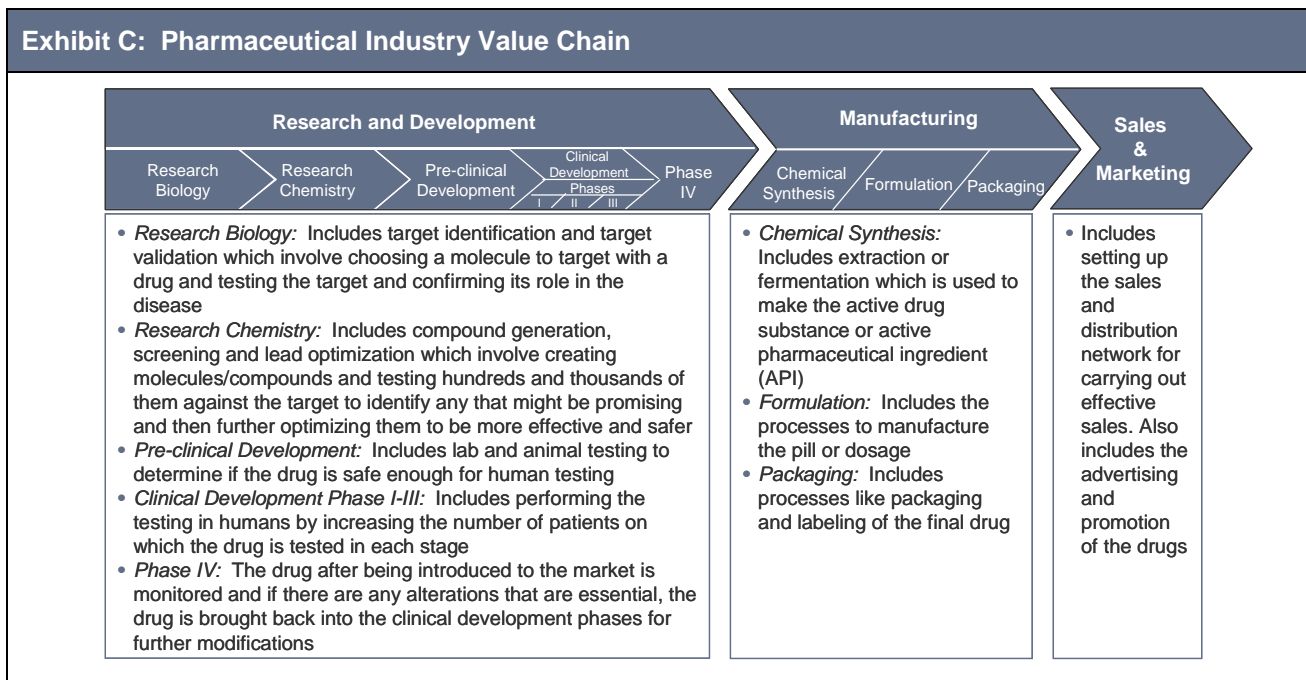 Exhibit C: Pharmaceutical Industry Value Chain
Research and Development
Research
Biology
Research
Chemistry
Pre-clinical
Development
Clinical
Development
Phases
I II III
Phase
IV
Manufacturing
Chemical
Synthesis
Formulation
Packaging
Sales
&
Marketing
• Research Biology: Includes target identification and target
validation which involve choosing a molecule to target with a
drug and testing the target and confirming its role in the
disease
• Research Chemistry: Includes compound generation,
screening and lead optimization which involve creating
molecules/compounds and testing hundreds and thousands of
them against the target to identify any that might be promising
and then further optimizing them to be more effective and safer
• Pre-clinical Development: Includes lab and animal testing to
determine if the drug is safe enough for human testing
• Clinical Development Phase I-III: Includes performing the
testing in humans by increasing the number of patients on
which the drug is tested in each stage
• Phase IV: The drug after being introduced to the market is
monitored and if there are any alterations that are essential, the
drug is brought back into the clinical development phases for
further modifications
• Chemical Synthesis:
Includes extraction or
fermentation which is used to
make the active drug
substance or active
pharmaceutical ingredient
(API)
• Formulation: Includes the
processes to manufacture
the pill or dosage
• Packaging: Includes
processes like packaging
and labeling of the final drug
• Includes
setting up
the sales
and
distribution
network for
carrying out
effective
sales. Also
includes the
advertising
and
promotion
of the drugs